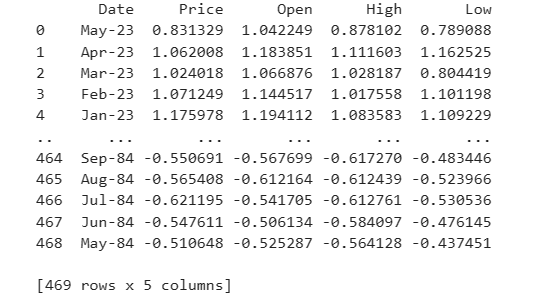 Date Price Open High Low
0 May-23 0.831329 1.042249 0.878102 0.789088
1 Apr-23 1.062008 1.183851 1.111603 1.162525
2 Mar-23 1.024018 1.066876 1.028187 0.804419
3 Feb-23 1.071249 1.144517 1.017558 1.101198
4 Jan-23 1.175978 1.194112 1.083583 1.109229
.. ... ... ... ... ...
464 Sep-84 -0.550691 -0.567699 -0.617270 -0.483446
465 Aug-84 -0.565408 -0.612164 -0.612439 -0.523966
466 Jul-84 -0.621195 -0.541705 -0.612761 -0.530536
467 Jun-84 -0.547611 -0.506134 -0.584097 -0.476145
468 May-84 -0.510648 -0.525287 -0.564128 -0.437451
[469 rows x 5 columns]